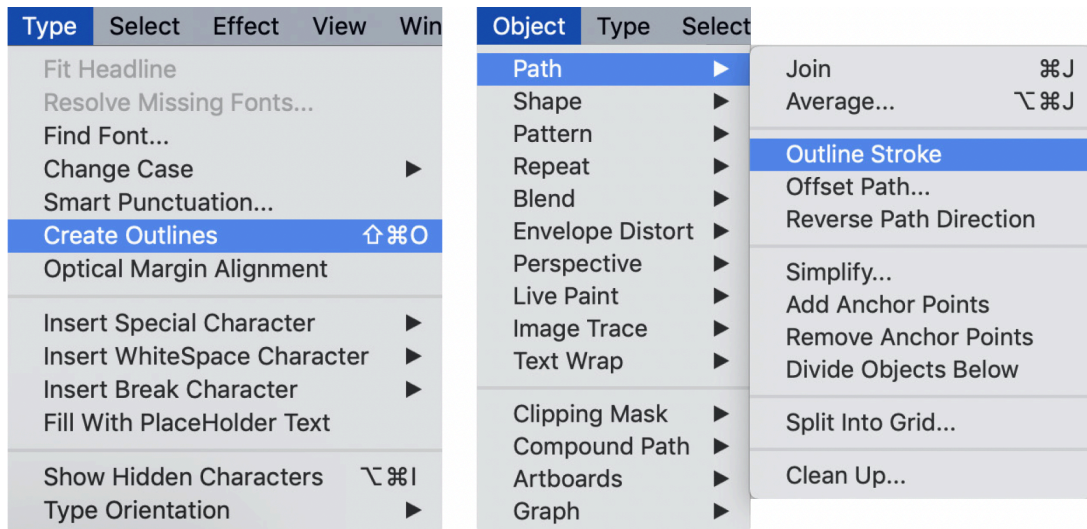 Type Select Effect View Win
Fit Headline
Resolve Missing Fonts...
Find Font...
Change Case ▶
Smart Punctuation...
Create Outlines ⇧⌘O
Optical Margin Alignment
Insert Special Character ▶
Insert WhiteSpace Character ▶
Insert Break Character ▶
Fill With PlaceHolder Text
Show Hidden Characters ⌥⌘I
Type Orientation ▶
Object Type Select
Path ▶
Shape ▶
Pattern ▶
Repeat ▶
Blend ▶
Envelope Distort ▶
Perspective ▶
Live Paint ▶
Image Trace ▶
Text Wrap ▶
Clipping Mask ▶
Compound Path ▶
Artboards ▶
Graph ▶
Join ⌘J
Average... ⌥⌘J
Outline Stroke
Offset Path...
Reverse Path Direction
Simplify...
Add Anchor Points
Remove Anchor Points
Divide Objects Below
Split Into Grid...
Clean Up...